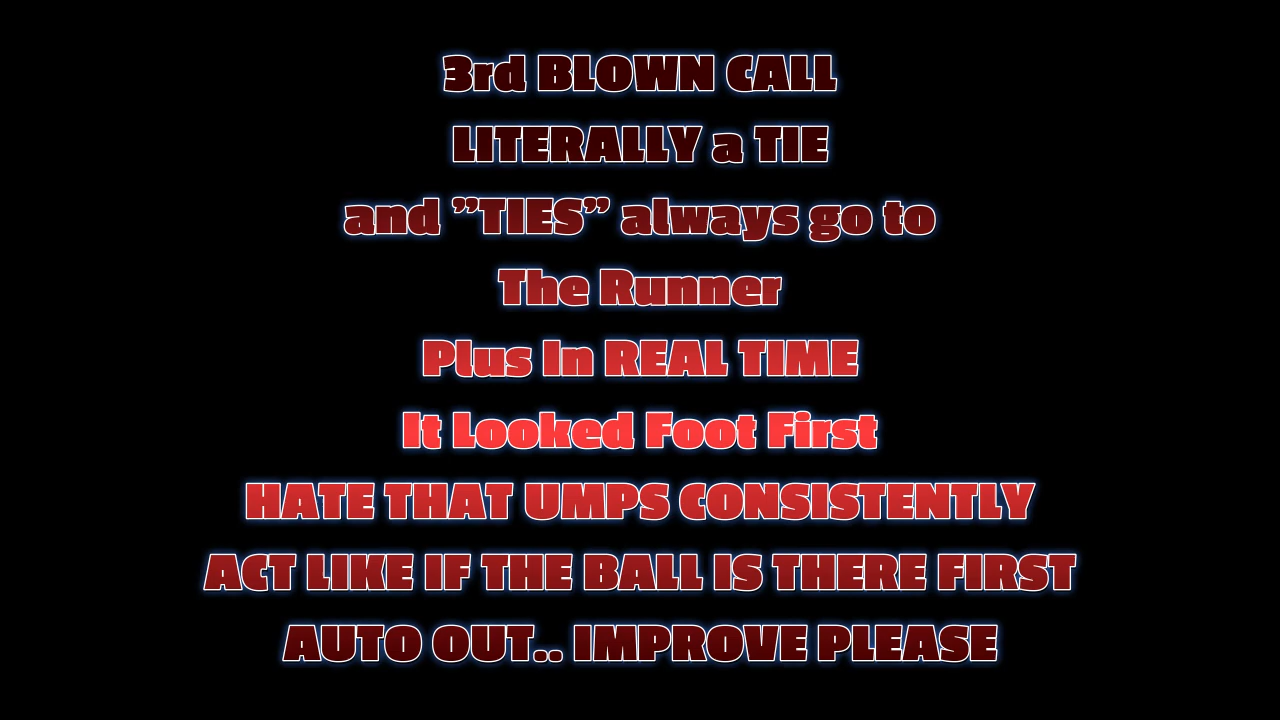 3rd BLOWN CALL
LITERALLY a TIE
and ”TIES” always go to
The Runner
Plus In REAL TIME
It Looked Foot First
HATE THAT UMPS CONSISTENTLY
ACT LIKE IF THE BALL IS THERE FIRST
AUTO OUT.. IMPROVE PLEASE